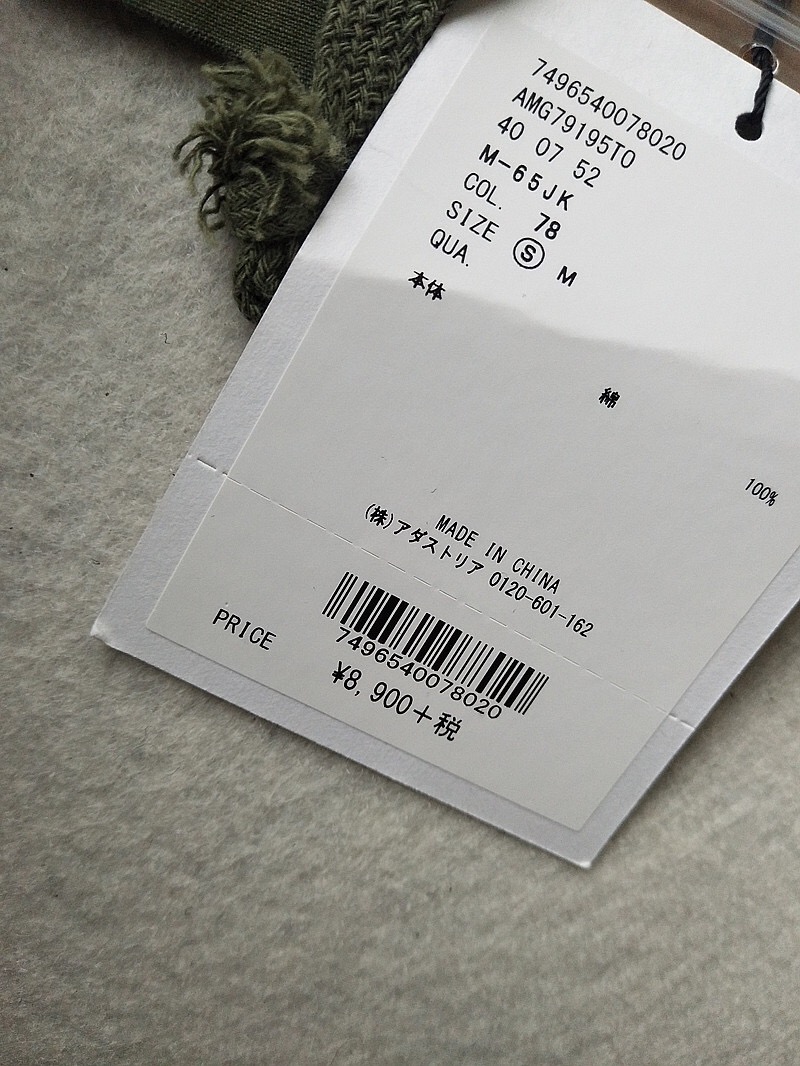 7496540078020
AMG79195T0
40 07 52
M-65JK
COL. 78
SIZE Ⓢ M
QUA.
本体
綿
100%
MADE IN CHINA
(株)アダストリア 0120-601-162
7496540078020
PRICE ¥8,900+税